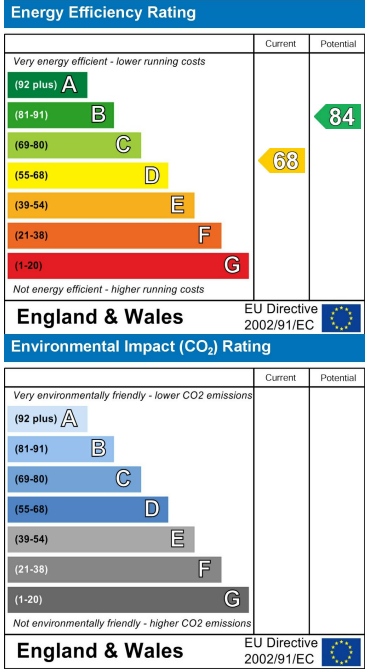 Energy Efficiency Rating
Current Potential
Very energy efficient - lower running costs
(92 plus) A
(81-91) B
84
(69-80) C
68
(55-68) D
(39-54) E
(21-38) F
(1-20) G
Not energy efficient - higher running costs
England & Wales
EU Directive
2002/91/EC
Environmental Impact (CO₂) Rating
Current Potential
Very environmentally friendly - lower CO2 emissions
(92 plus) A
(81-91) B
(69-80) C
(55-68) D
(39-54) E
(21-38) F
(1-20) G
Not environmentally friendly - higher CO2 emissions
England & Wales
EU Directive
2002/91/EC